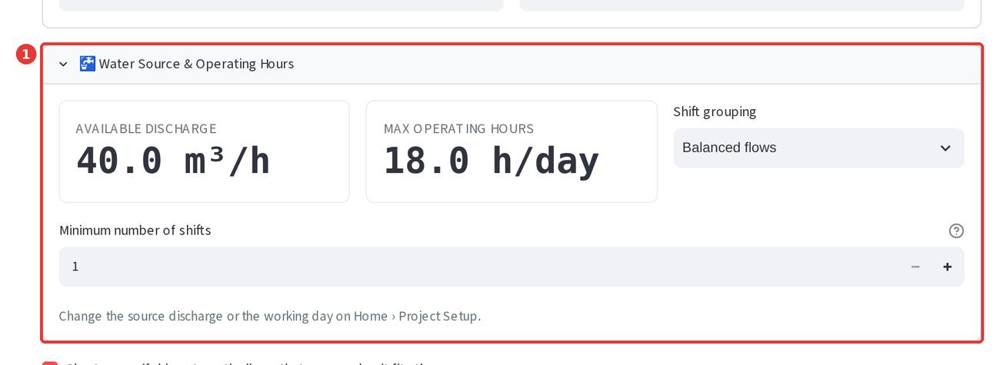 1
Water Source & Operating Hours
AVAILABLE DISCHARGE
40.0 m³/h
MAX OPERATING HOURS
18.0 h/day
Shift grouping
Balanced flows
Minimum number of shifts
1
Change the source discharge or the working day on Home › Project Setup.